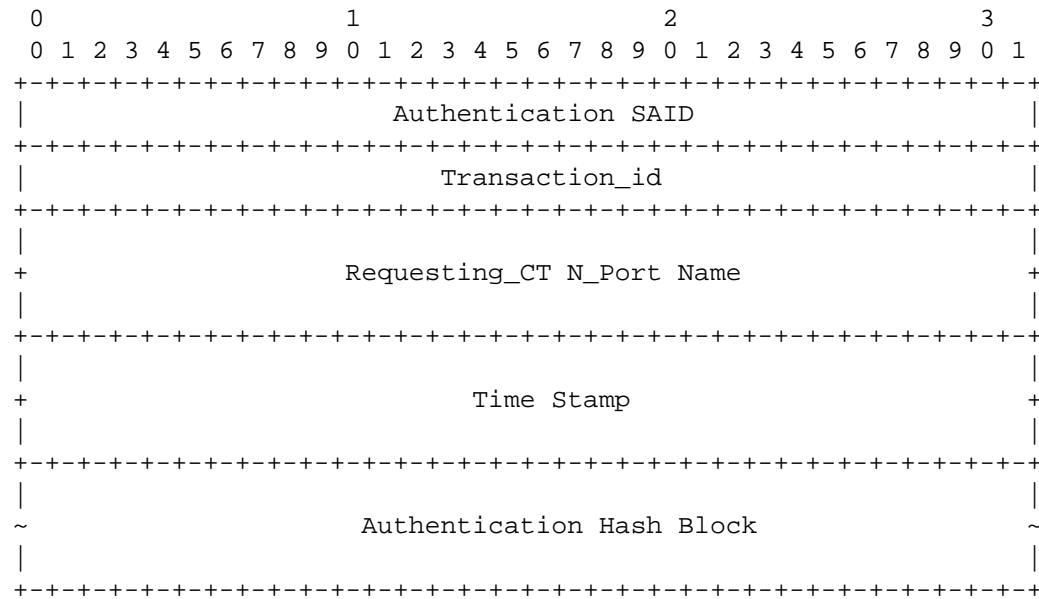 0                   1                   2                   3
 0 1 2 3 4 5 6 7 8 9 0 1 2 3 4 5 6 7 8 9 0 1 2 3 4 5 6 7 8 9 0 1
+-+-+-+-+-+-+-+-+-+-+-+-+-+-+-+-+-+-+-+-+-+-+-+-+-+-+-+-+-+-+-+-+
|                       Authentication SAID                     |
+-+-+-+-+-+-+-+-+-+-+-+-+-+-+-+-+-+-+-+-+-+-+-+-+-+-+-+-+-+-+-+-+
|                          Transaction_id                       |
+-+-+-+-+-+-+-+-+-+-+-+-+-+-+-+-+-+-+-+-+-+-+-+-+-+-+-+-+-+-+-+-+
|                                                               |
+                    Requesting_CT N_Port Name                  +
|                                                               |
+-+-+-+-+-+-+-+-+-+-+-+-+-+-+-+-+-+-+-+-+-+-+-+-+-+-+-+-+-+-+-+-+
|                                                               |
+                            Time Stamp                         +
|                                                               |
+-+-+-+-+-+-+-+-+-+-+-+-+-+-+-+-+-+-+-+-+-+-+-+-+-+-+-+-+-+-+-+-+
|                                                               |
~                     Authentication Hash Block                 ~
|                                                               |
+-+-+-+-+-+-+-+-+-+-+-+-+-+-+-+-+-+-+-+-+-+-+-+-+-+-+-+-+-+-+-+-+